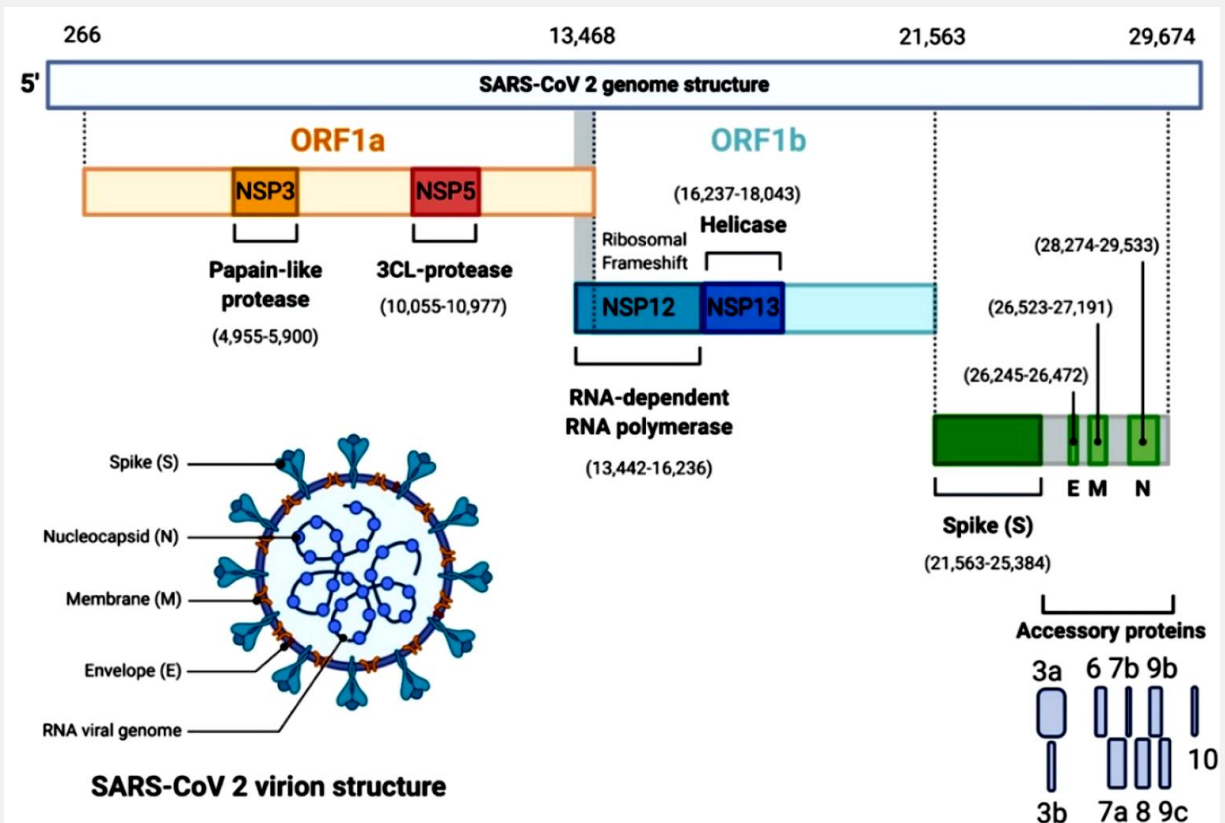 266 13,468 21,563 29,674
5' SARS-CoV 2 genome structure
ORF1a ORF1b
NSP3 NSP5
(16,237-18,043)
Helicase
Ribosomal
Frameshift
Papain-like
protease
(4,955-5,900)
3CL-protease
(10,055-10,977)
NSP12 NSP13
RNA-dependent
RNA polymerase
(13,442-16,236)
(28,274-29,533)
(26,523-27,191)
(26,245-26,472)
E M N
Spike (S)
(21,563-25,384)
Accessory proteins
3a 6 7b 9b
10
3b 7a 8 9c
Spike (S)
Nucleocapsid (N)
Membrane (M)
Envelope (E)
RNA viral genome
SARS-CoV 2 virion structure